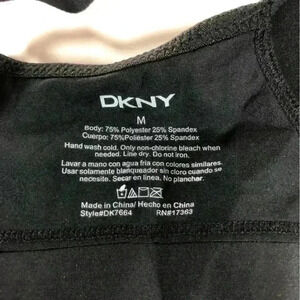 DKNY
M
Body: 75% Polyester 25% Spandex
Cuerpo: 75%Poliéster 25% Spandex
Hand wash cold. Only non-chlorine bleach when
needed. Line dry. Do not iron.
Lavar a mano con agua fria con colores similares.
Usar solamente blanqueador sin cloro cuando se
necesite. Secar en linea. No planchar.
Made in China/ Hecho en China
Style#DK7664 RN#17363